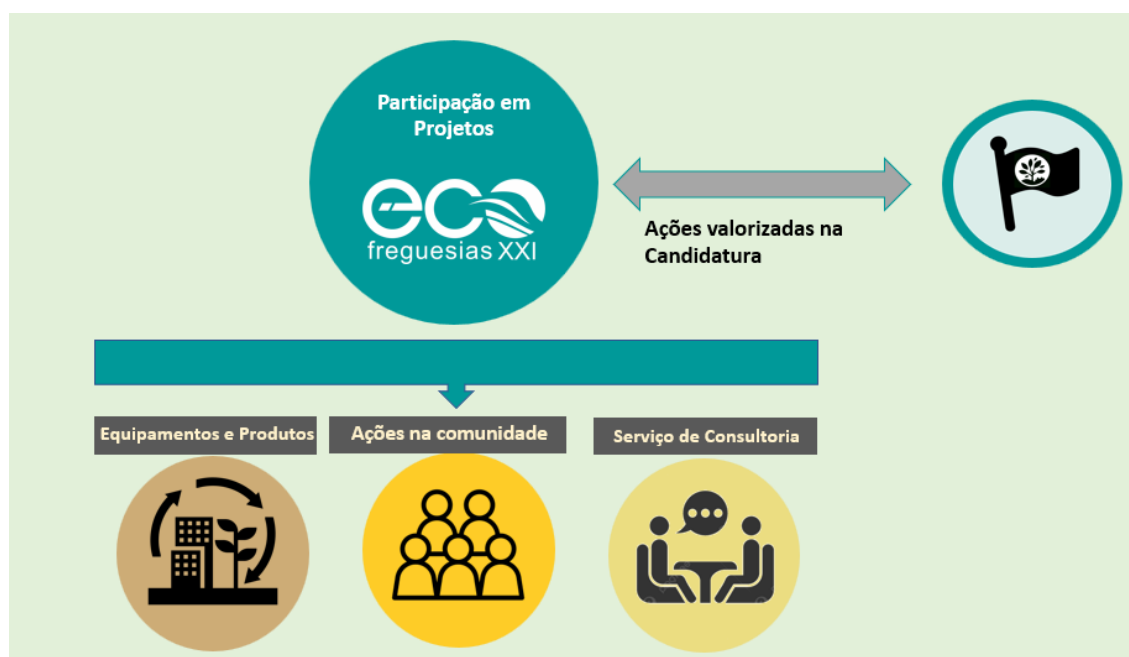 Participação em
Projetos
eco
freguesias XXI
Ações valorizadas na
Candidatura
Equipamentos e Produtos
Ações na comunidade
Serviço de Consultoria